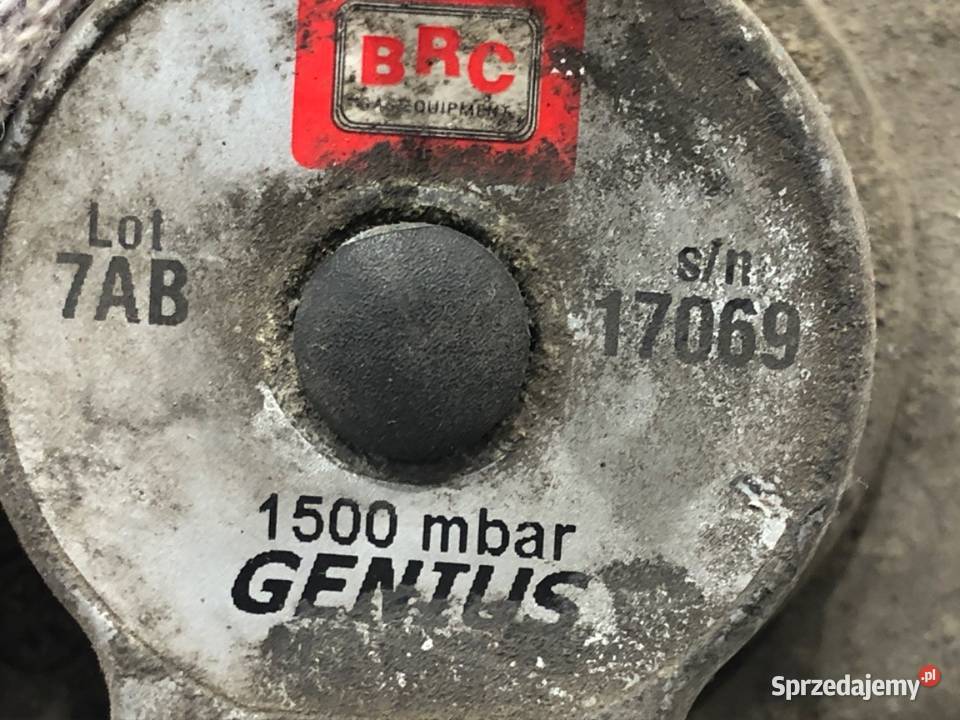 BRC
GAS EQUIPMENT
Lot
7AB
s/n
17069
1500 mbar
GENIUS
Sprzedajemy.pl